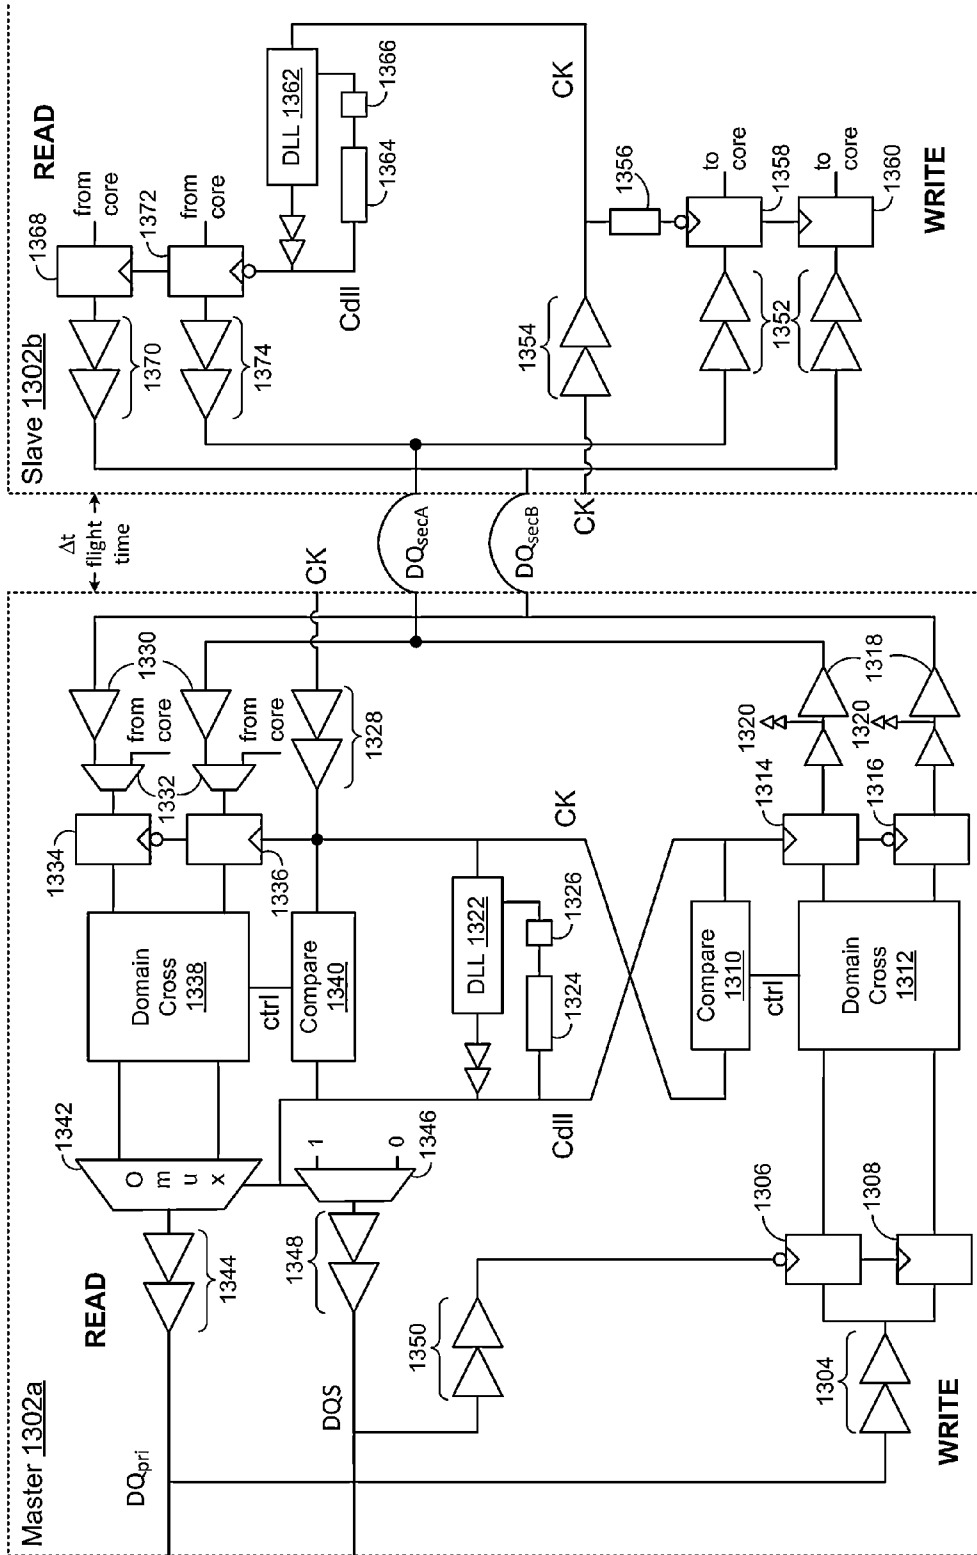 Master 1302a
DQpri
DQS
READ
1344
1342
O
m
u
x
1348
1346
1
0
1350
1304
WRITE
1306
1308
Domain
Cross
1338
ctrl
Compare
1340
1334
1336
1332
from
core
from
core
1330
1328
CK
CK
DLL 1322
1324
1326
Cdll
Compare
1310
ctrl
Domain
Cross
1312
1314
1316
1320
1320
1318
Δt
flight
time
DQsecA
DQsecB
CK
Slave 1302b
1370
1374
1368
1372
from
core
from
core
READ
Cdll
DLL 1362
1364
1366
1354
CK
1356
1352
1358
1360
to
core
to
core
WRITE